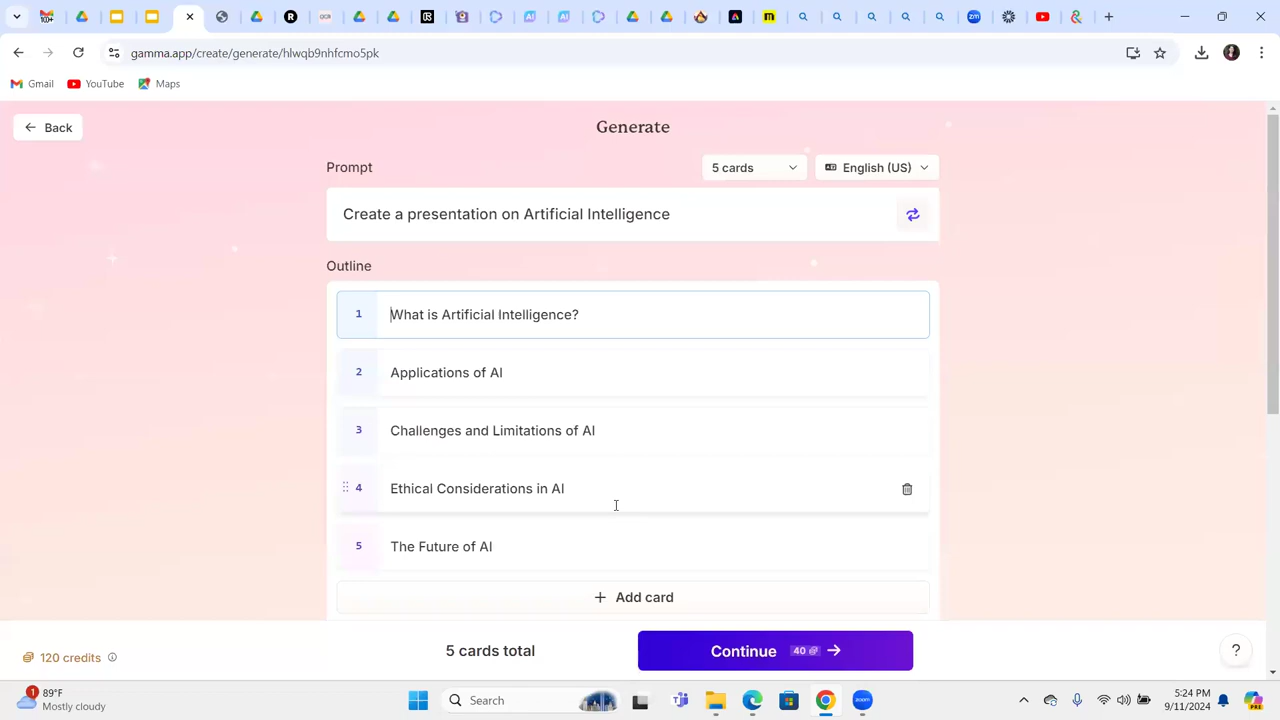 gamma.app/create/generate/hlwqb9nhfcmo5pk
Gmail
YouTube
Maps
Back
Generate
Prompt
5 cards
English (US)
Create a presentation on Artificial Intelligence
Outline
1 What is Artificial Intelligence?
2 Applications of AI
3 Challenges and Limitations of AI
4 Ethical Considerations in AI
5 The Future of AI
+ Add card
120 credits
5 cards total
Continue 40
?
1
89°F
Mostly cloudy
Search
zoom
5:24 PM
9/11/2024
PRE